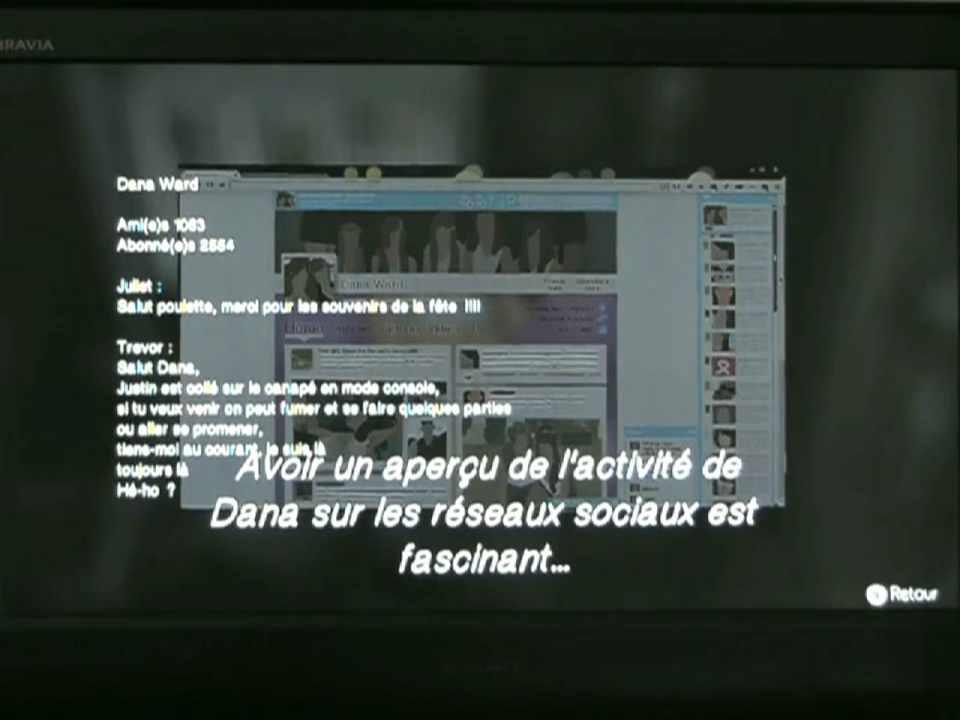 BRAVIA
Dana Ward
Ami(e)s 1083
Abonné(e)s 2554
Juliet :
Salut poulette, merci pour les souvenirs de la fête !!!!
Trevor :
Salut Dana,
Justin est collé sur le canapé en mode console,
si tu veux venir on peut fumer et se faire quelques parties
ou aller se promener,
tiens-moi au courant, je suis là
toujours là
Hé-ho ?
Dana Ward
Home
Avoir un aperçu de l'activité de
Dana sur les réseaux sociaux est
fascinant...
Retour